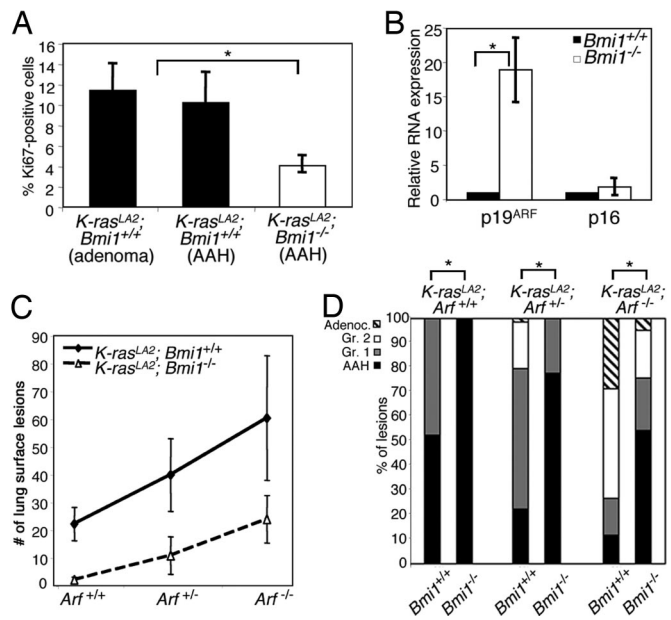 A
% Ki67-positive cells
16
14
12
10
8
6
4
2
0
*
K-ras^LA2; Bmi1+/+ (adenoma)
K-ras^LA2; Bmi1+/+ (AAH)
K-ras^LA2; Bmi1-/- (AAH)
B
Relative RNA expression
25
20
15
10
5
0
*
Bmi1+/+
Bmi1-/-
p19^ARF
p16
C
# of lung surface lesions
90
80
70
60
50
40
30
20
10
0
K-ras^LA2; Bmi1+/+
K-ras^LA2; Bmi1-/-
Arf +/+
Arf +/-
Arf -/-
D
* * *
K-ras^LA2; Arf+/+
K-ras^LA2; Arf+/-
K-ras^LA2; Arf-/-
Adenoc.
Gr. 2
Gr. 1
AAH
% of lesions
100
90
80
70
60
50
40
30
20
10
0
Bmi1+/+
Bmi1-/-
Bmi1+/+
Bmi1-/-
Bmi1+/+
Bmi1-/-